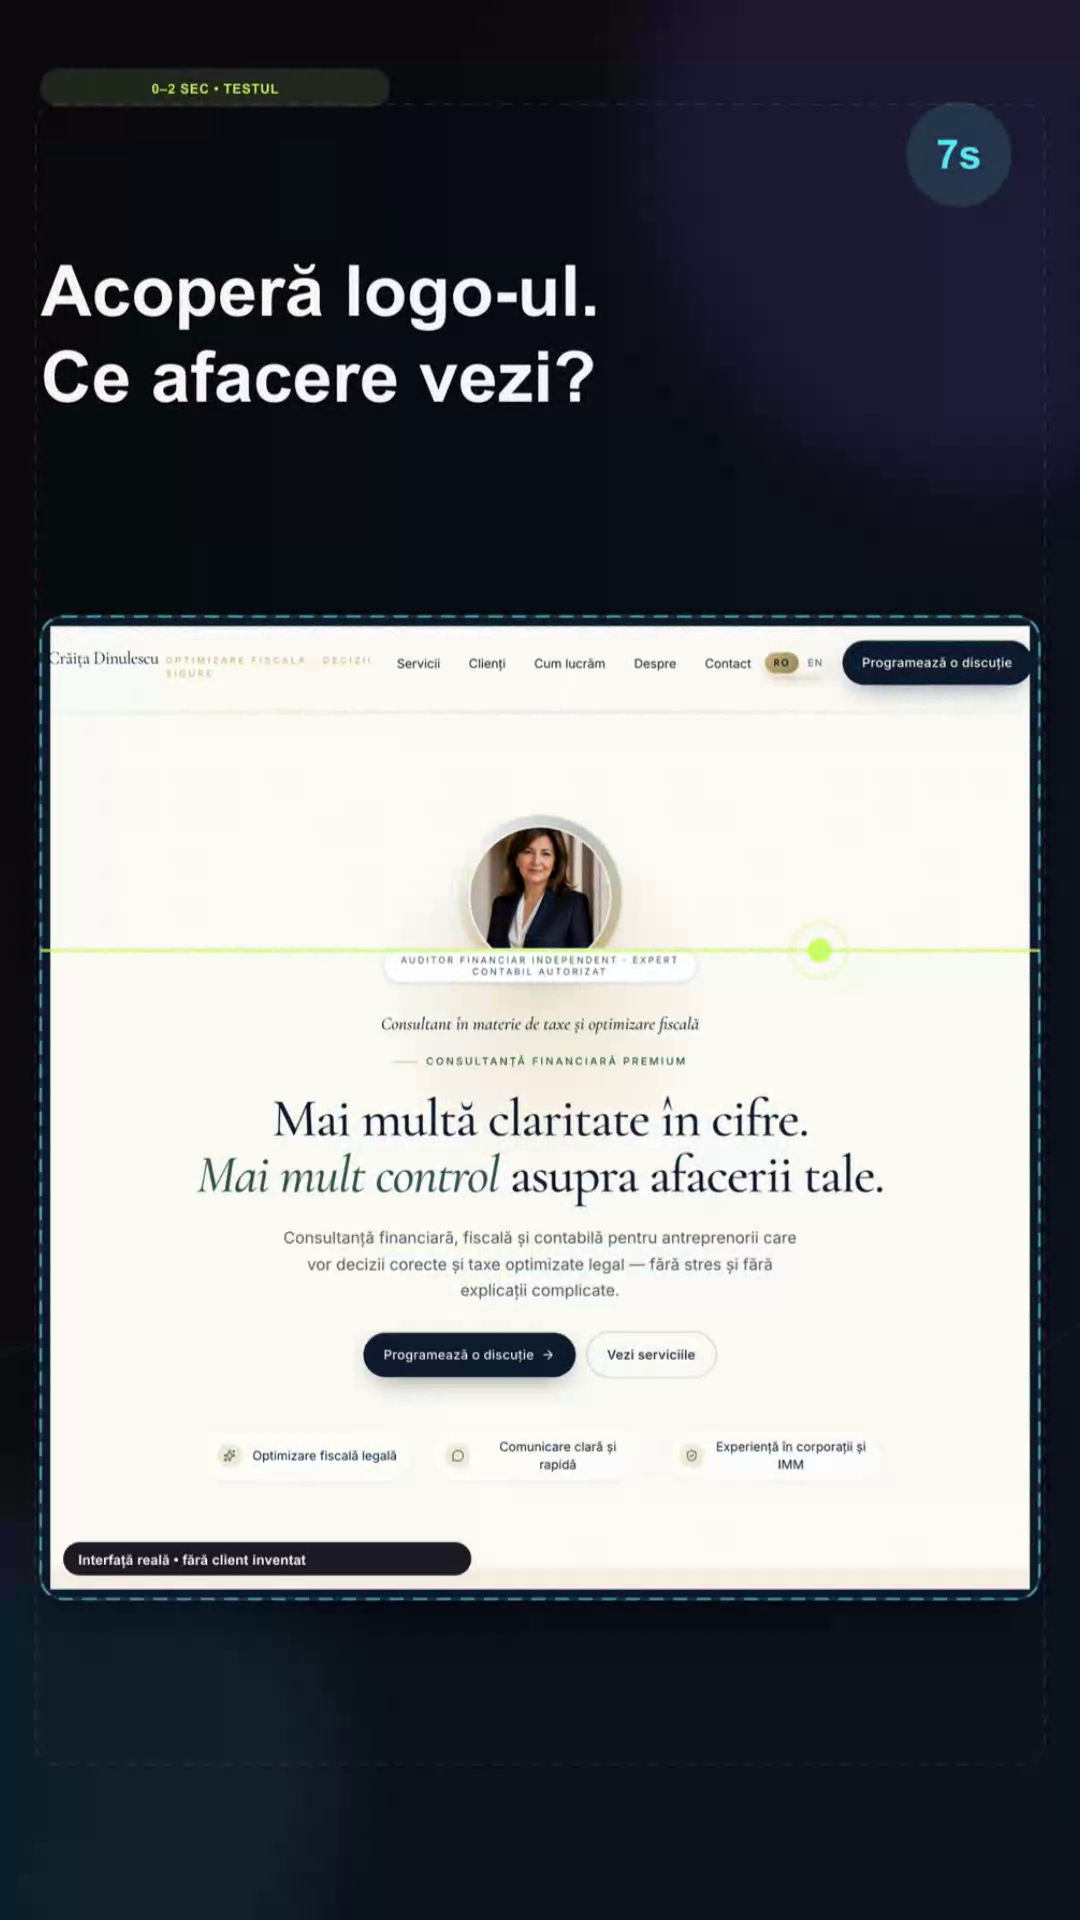 0–2 SEC • TESTUL
7s
Acoperă logo-ul.
Ce afacere vezi?
Crăița Dinulescu
OPTIMIZARE FISCALA · DECIZII
SIGURE
Servicii
Clienți
Cum lucrăm
Despre
Contact
RO
EN
Programează o discuție
AUDITOR FINANCIAR INDEPENDENT · EXPERT
CONTABIL AUTORIZAT
Consultant în materie de taxe și optimizare fiscală
CONSULTANȚĂ FINANCIARĂ PREMIUM
Mai multă claritate în cifre.
Mai mult control asupra afacerii tale.
Consultanță financiară, fiscală și contabilă pentru antreprenorii care
vor decizii corecte și taxe optimizate legal — fără stres și fără
explicații complicate.
Programează o discuție →
Vezi serviciile
Optimizare fiscală legală
Comunicare clară și
rapidă
Experiență în corporații și
IMM
Interfață reală • fără client inventat